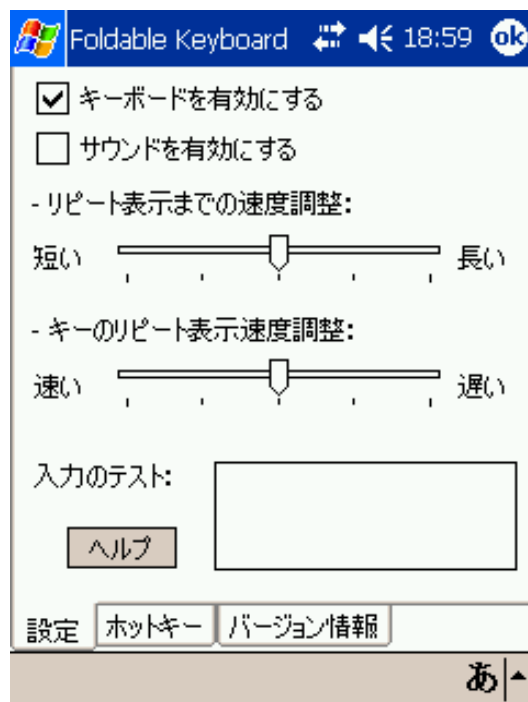 Foldable Keyboard 18:59 ok
キーボードを有効にする
サウンドを有効にする
- リピート表示までの速度調整:
短い 長い
- キーのリピート表示速度調整:
速い 遅い
入力のテスト:
ヘルプ
設定 ホットキー バージョン情報
あ